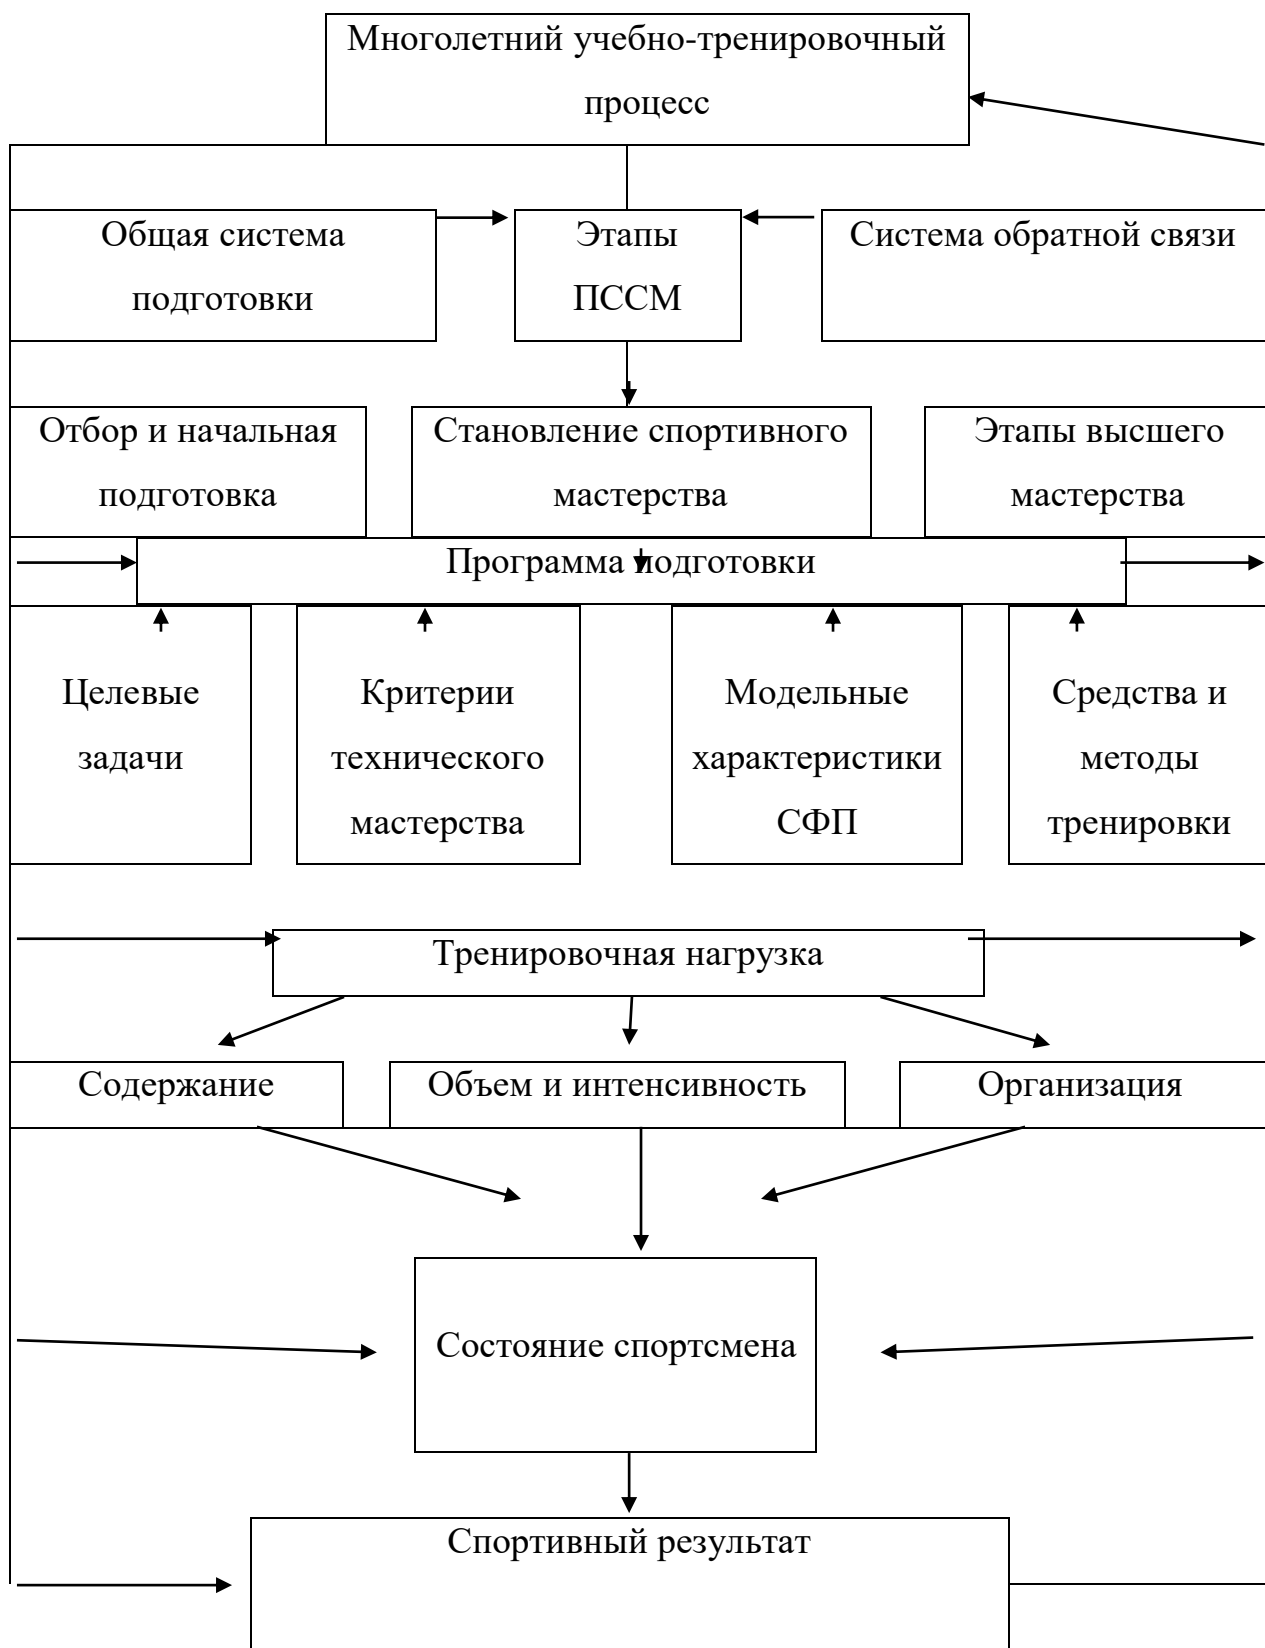 Многолетний учебно-тренировочный
процесс
Общая система
подготовки
Этапы
ПССМ
Система обратной связи
Отбор и начальная
подготовка
Становление спортивного
мастерства
Этапы высшего
мастерства
Программа подготовки
Целевые
задачи
Критерии
технического
мастерства
Модельные
характеристики
СФП
Средства и
методы
тренировки
Тренировочная нагрузка
Содержание
Объем и интенсивность
Организация
Состояние спортсмена
Спортивный результат